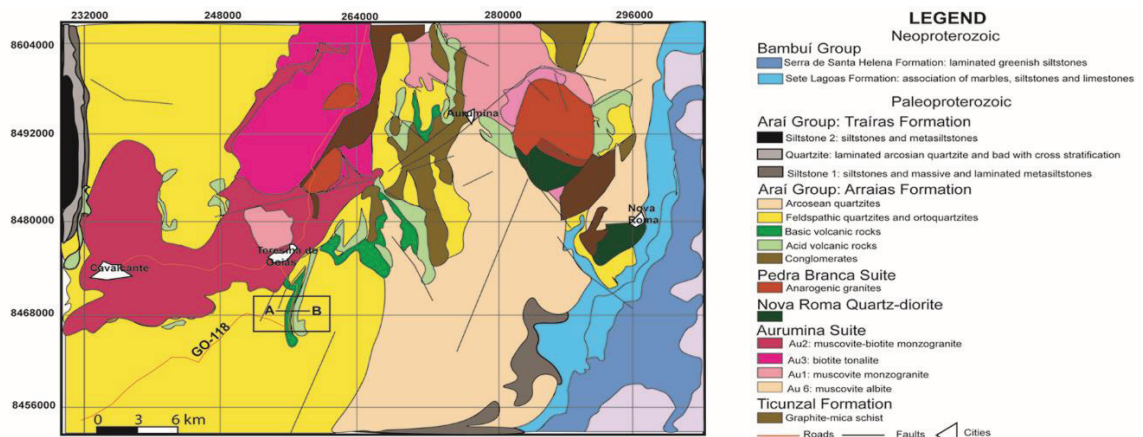 232000 248000 264000 280000 296000
8604000
8492000
8480000
8468000
8456000
Aurumina
Nova
Roma
Teresina de
Goiás
Cavalcante
A B
GO-118
0 3 6 km
LEGEND
Neoproterozoic
Bambuí Group
Serra de Santa Helena Formation: laminated greenish siltstones
Sete Lagoas Formation: association of marbles, siltstones and limestones
Paleoproterozoic
Araí Group: Traíras Formation
Siltstone 2: siltstones and metasiltstones
Quartzite: laminated arcosian quartzite and bad with cross stratification
Siltstone 1: siltstones and massive and laminated metasiltstones
Araí Group: Arraias Formation
Arcosean quartzites
Feldspathic quartzites and ortoquartzites
Basic volcanic rocks
Acid volcanic rocks
Conglomerates
Pedra Branca Suite
Anarogenic granites
Nova Roma Quartz-diorite
Aurumina Suite
Au2: muscovite-biotite monzogranite
Au3: biotite tonalite
Au1: muscovite monzogranite
Au 6: muscovite albite
Ticunzal Formation
Graphite-mica schist
Roads Faults Cities